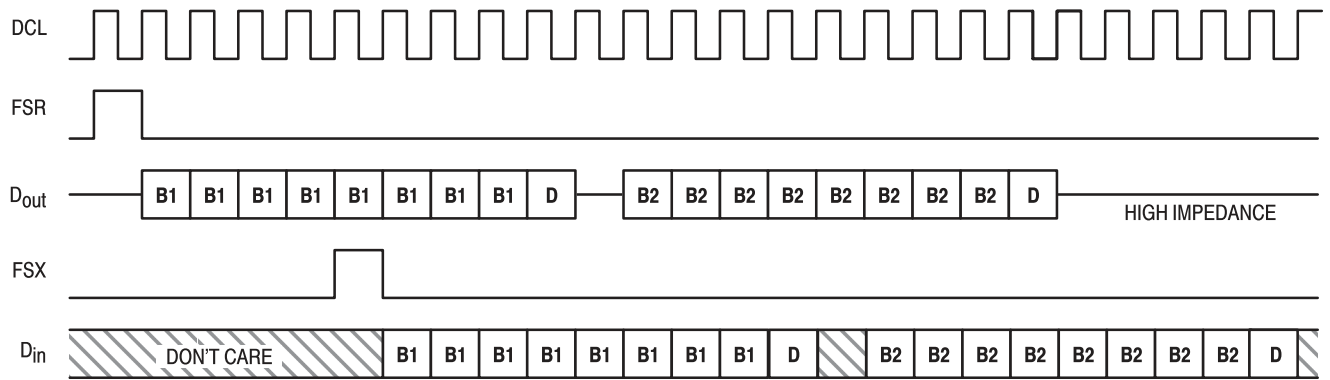 DCL
FSR
Dout B1 B1 B1 B1 B1 B1 B1 B1 D B2 B2 B2 B2 B2 B2 B2 B2 D
HIGH IMPEDANCE
FSX
Din DON'T CARE B1 B1 B1 B1 B1 B1 B1 B1 D B2 B2 B2 B2 B2 B2 B2 B2 D